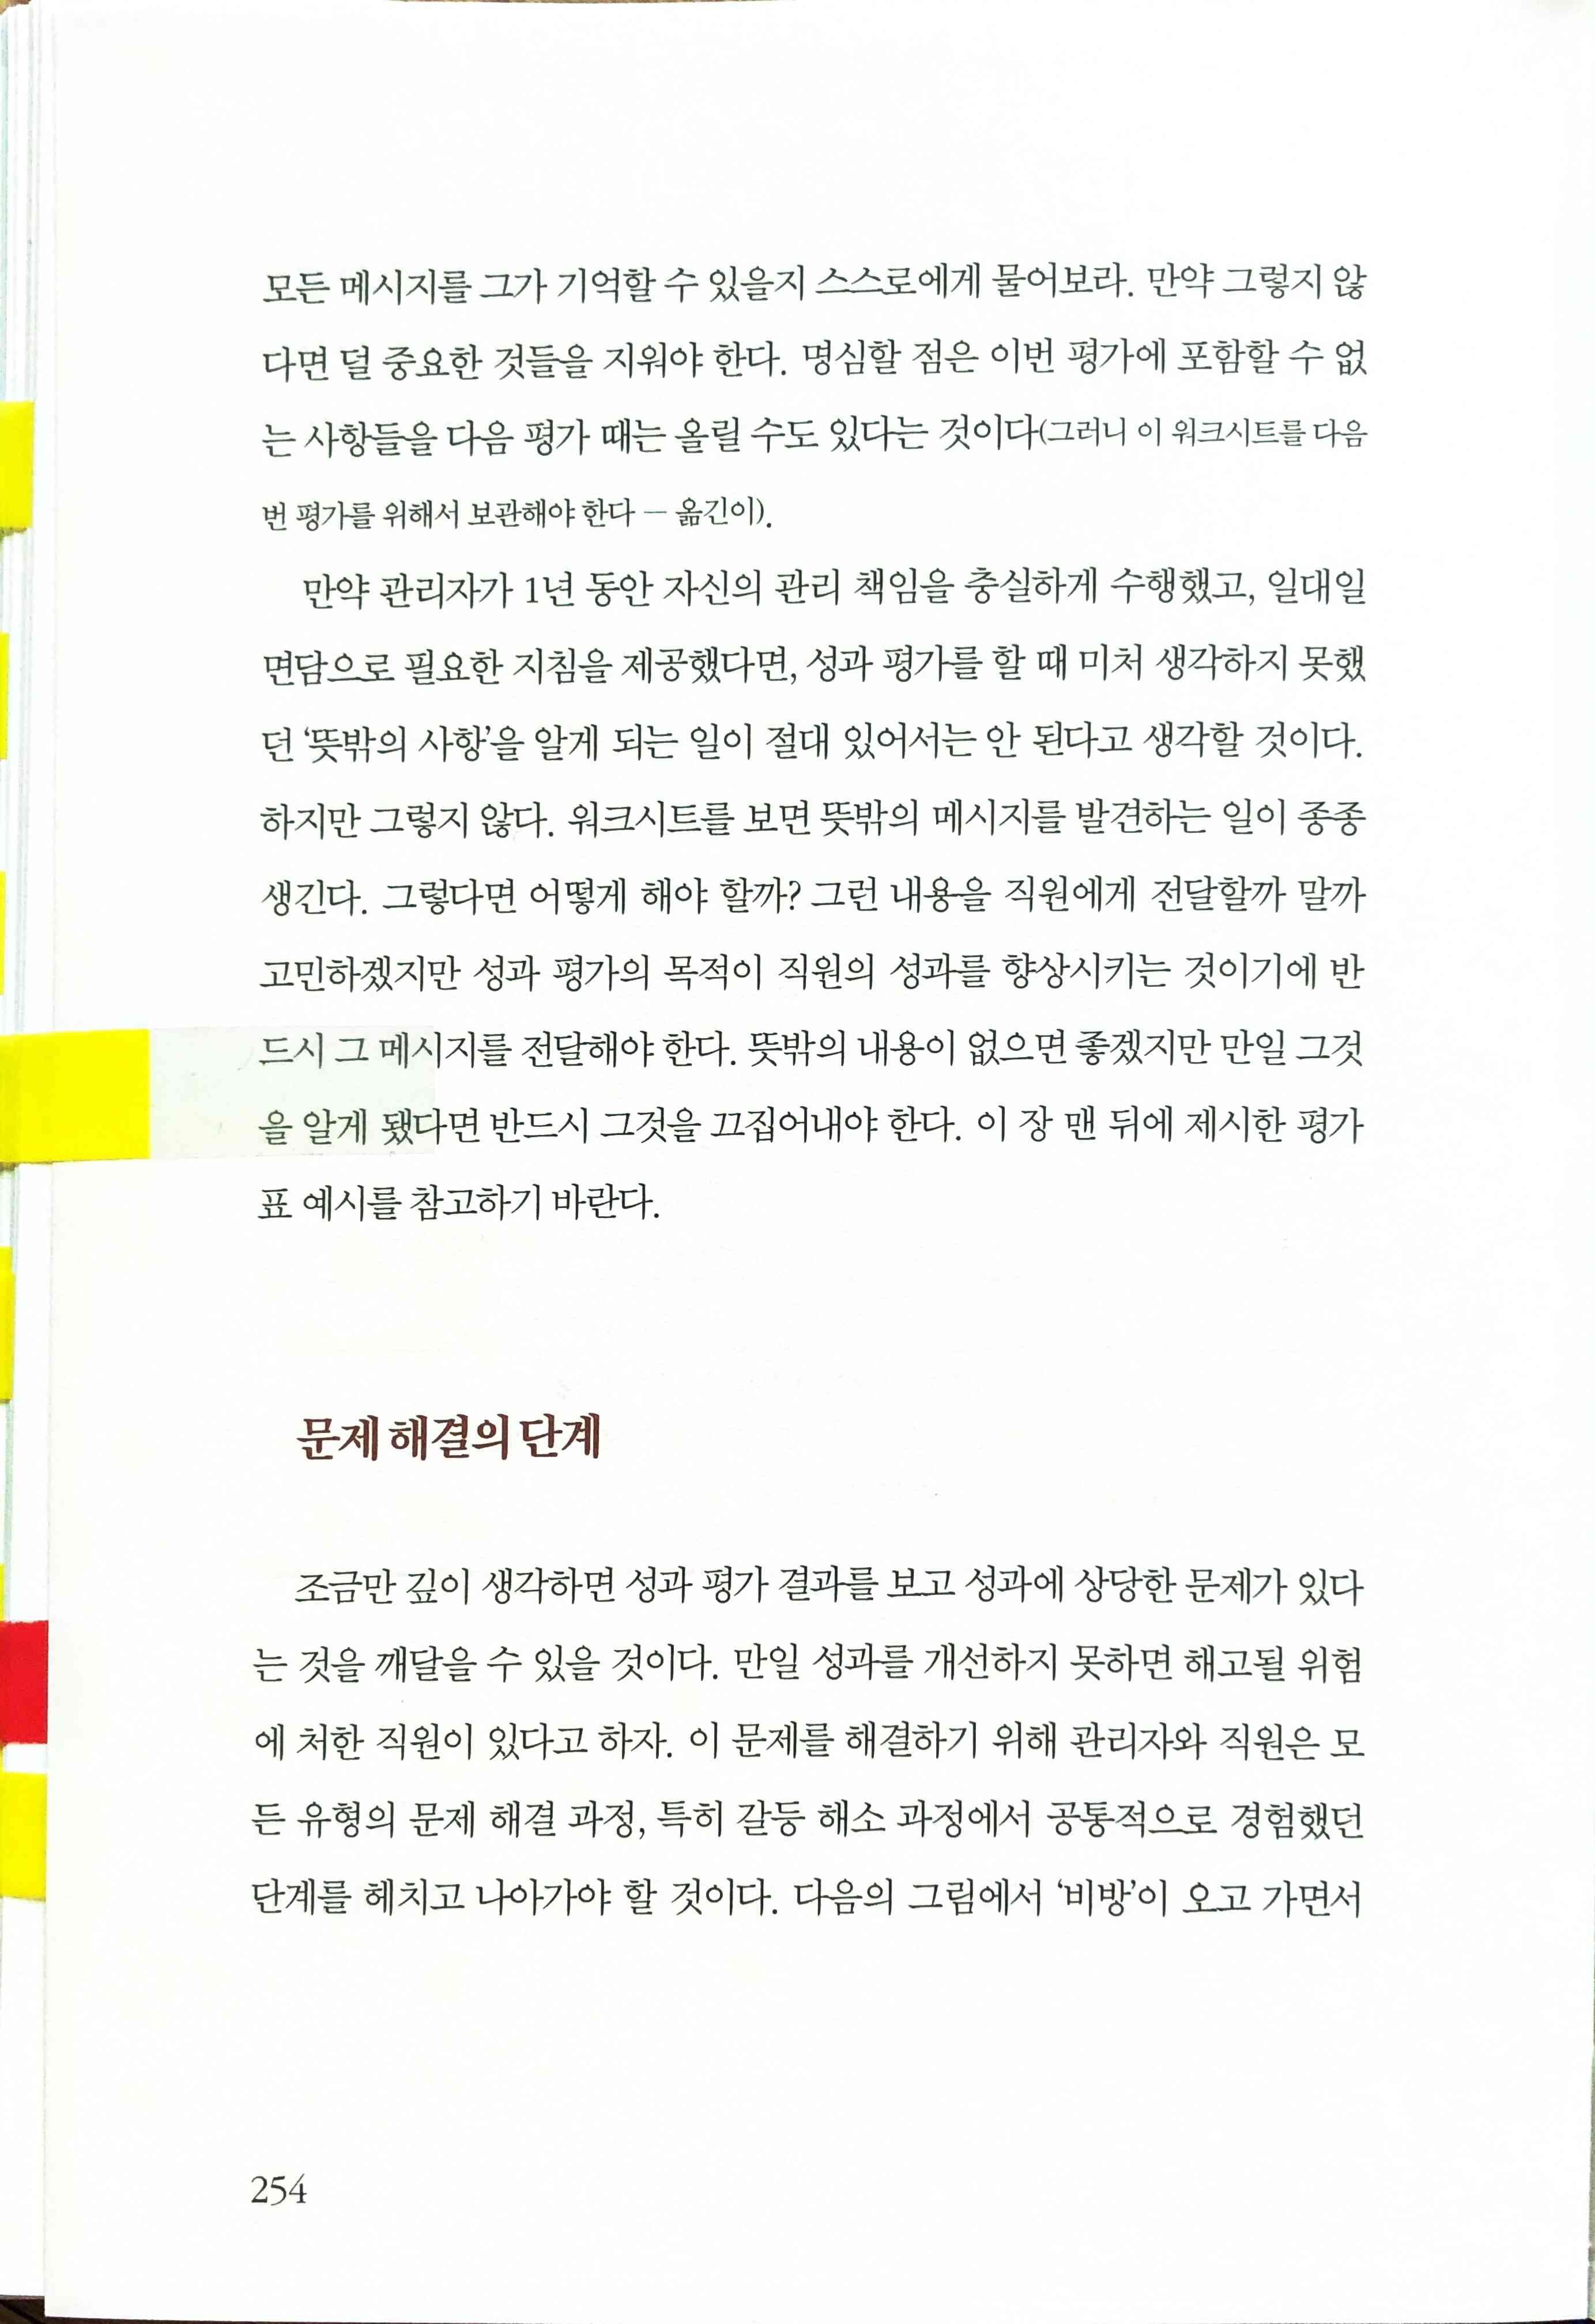 모든 메시지를 그가 기억할 수 있을지 스스로에게 물어보라. 만약 그렇지 않
다면 덜 중요한 것들을 지워야 한다. 명심할 점은 이번 평가에 포함할 수 없
는 사항들을 다음 평가 때는 올릴 수도 있다는 것이다(그러니 이 워크시트를 다음
번 평가를 위해서 보관해야 한다 – 옮긴이).
만약 관리자가 1년 동안 자신의 관리 책임을 충실하게 수행했고, 일대일
면담으로 필요한 지침을 제공했다면, 성과 평가를 할 때 미처 생각하지 못했
던 ‘뜻밖의 사항’을 알게 되는 일이 절대 있어서는 안 된다고 생각할 것이다.
하지만 그렇지 않다. 워크시트를 보면 뜻밖의 메시지를 발견하는 일이 종종
생긴다. 그렇다면 어떻게 해야 할까? 그런 내용을 직원에게 전달할까 말까
고민하겠지만 성과 평가의 목적이 직원의 성과를 향상시키는 것이기에 반
드시 그 메시지를 전달해야 한다. 뜻밖의 내용이 없으면 좋겠지만 만일 그것
을 알게 됐다면 반드시 그것을 끄집어내야 한다. 이 장 맨 뒤에 제시한 평가
표 예시를 참고하기 바란다.
문제 해결의 단계
조금만 깊이 생각하면 성과 평가 결과를 보고 성과에 상당한 문제가 있다
는 것을 깨달을 수 있을 것이다. 만일 성과를 개선하지 못하면 해고될 위험
에 처한 직원이 있다고 하자. 이 문제를 해결하기 위해 관리자와 직원은 모
든 유형의 문제 해결 과정, 특히 갈등 해소 과정에서 공통적으로 경험했던
단계를 헤치고 나아가야 할 것이다. 다음의 그림에서 ‘비방’이 오고 가면서
254